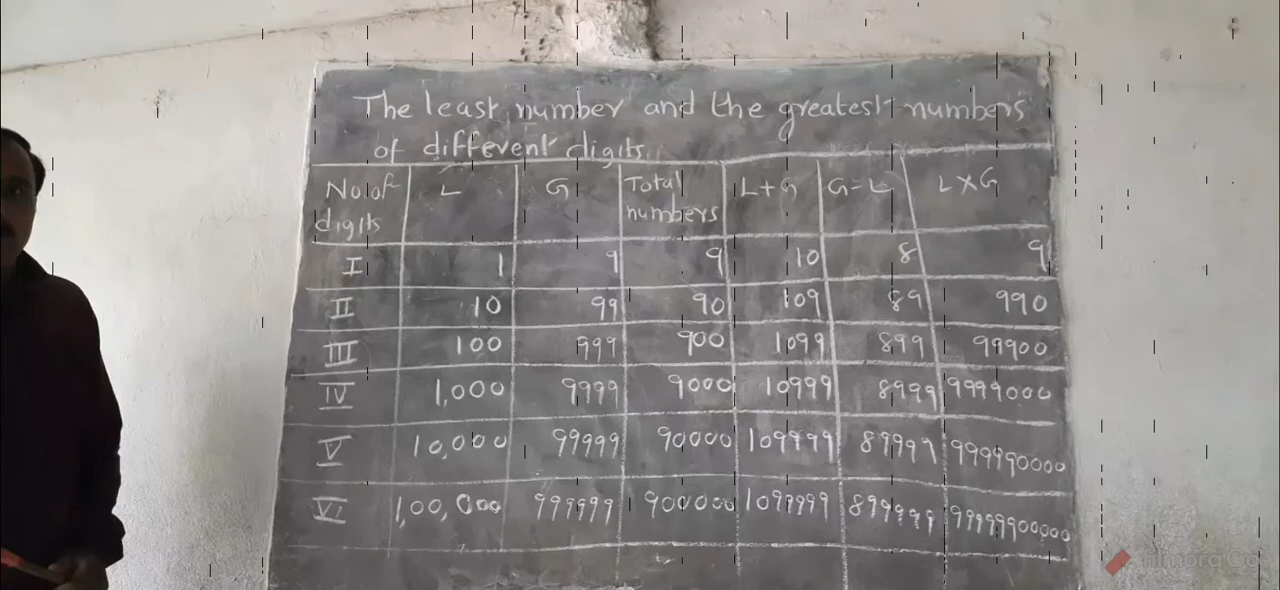 The least number and the greatest numbers
of different digits.
No of digits L G Total numbers L+G G=L L×G
I 1 9 9 10 8 9
II 10 99 90 109 89 990
III 100 999 900 1099 899 99900
IV 1,000 9999 9000 10999 8999 9999000
V 10,000 99999 90000 109999 89999 999990000
VI 1,00,000 999999 900000 1099999 899999 99999900000
filmora Go